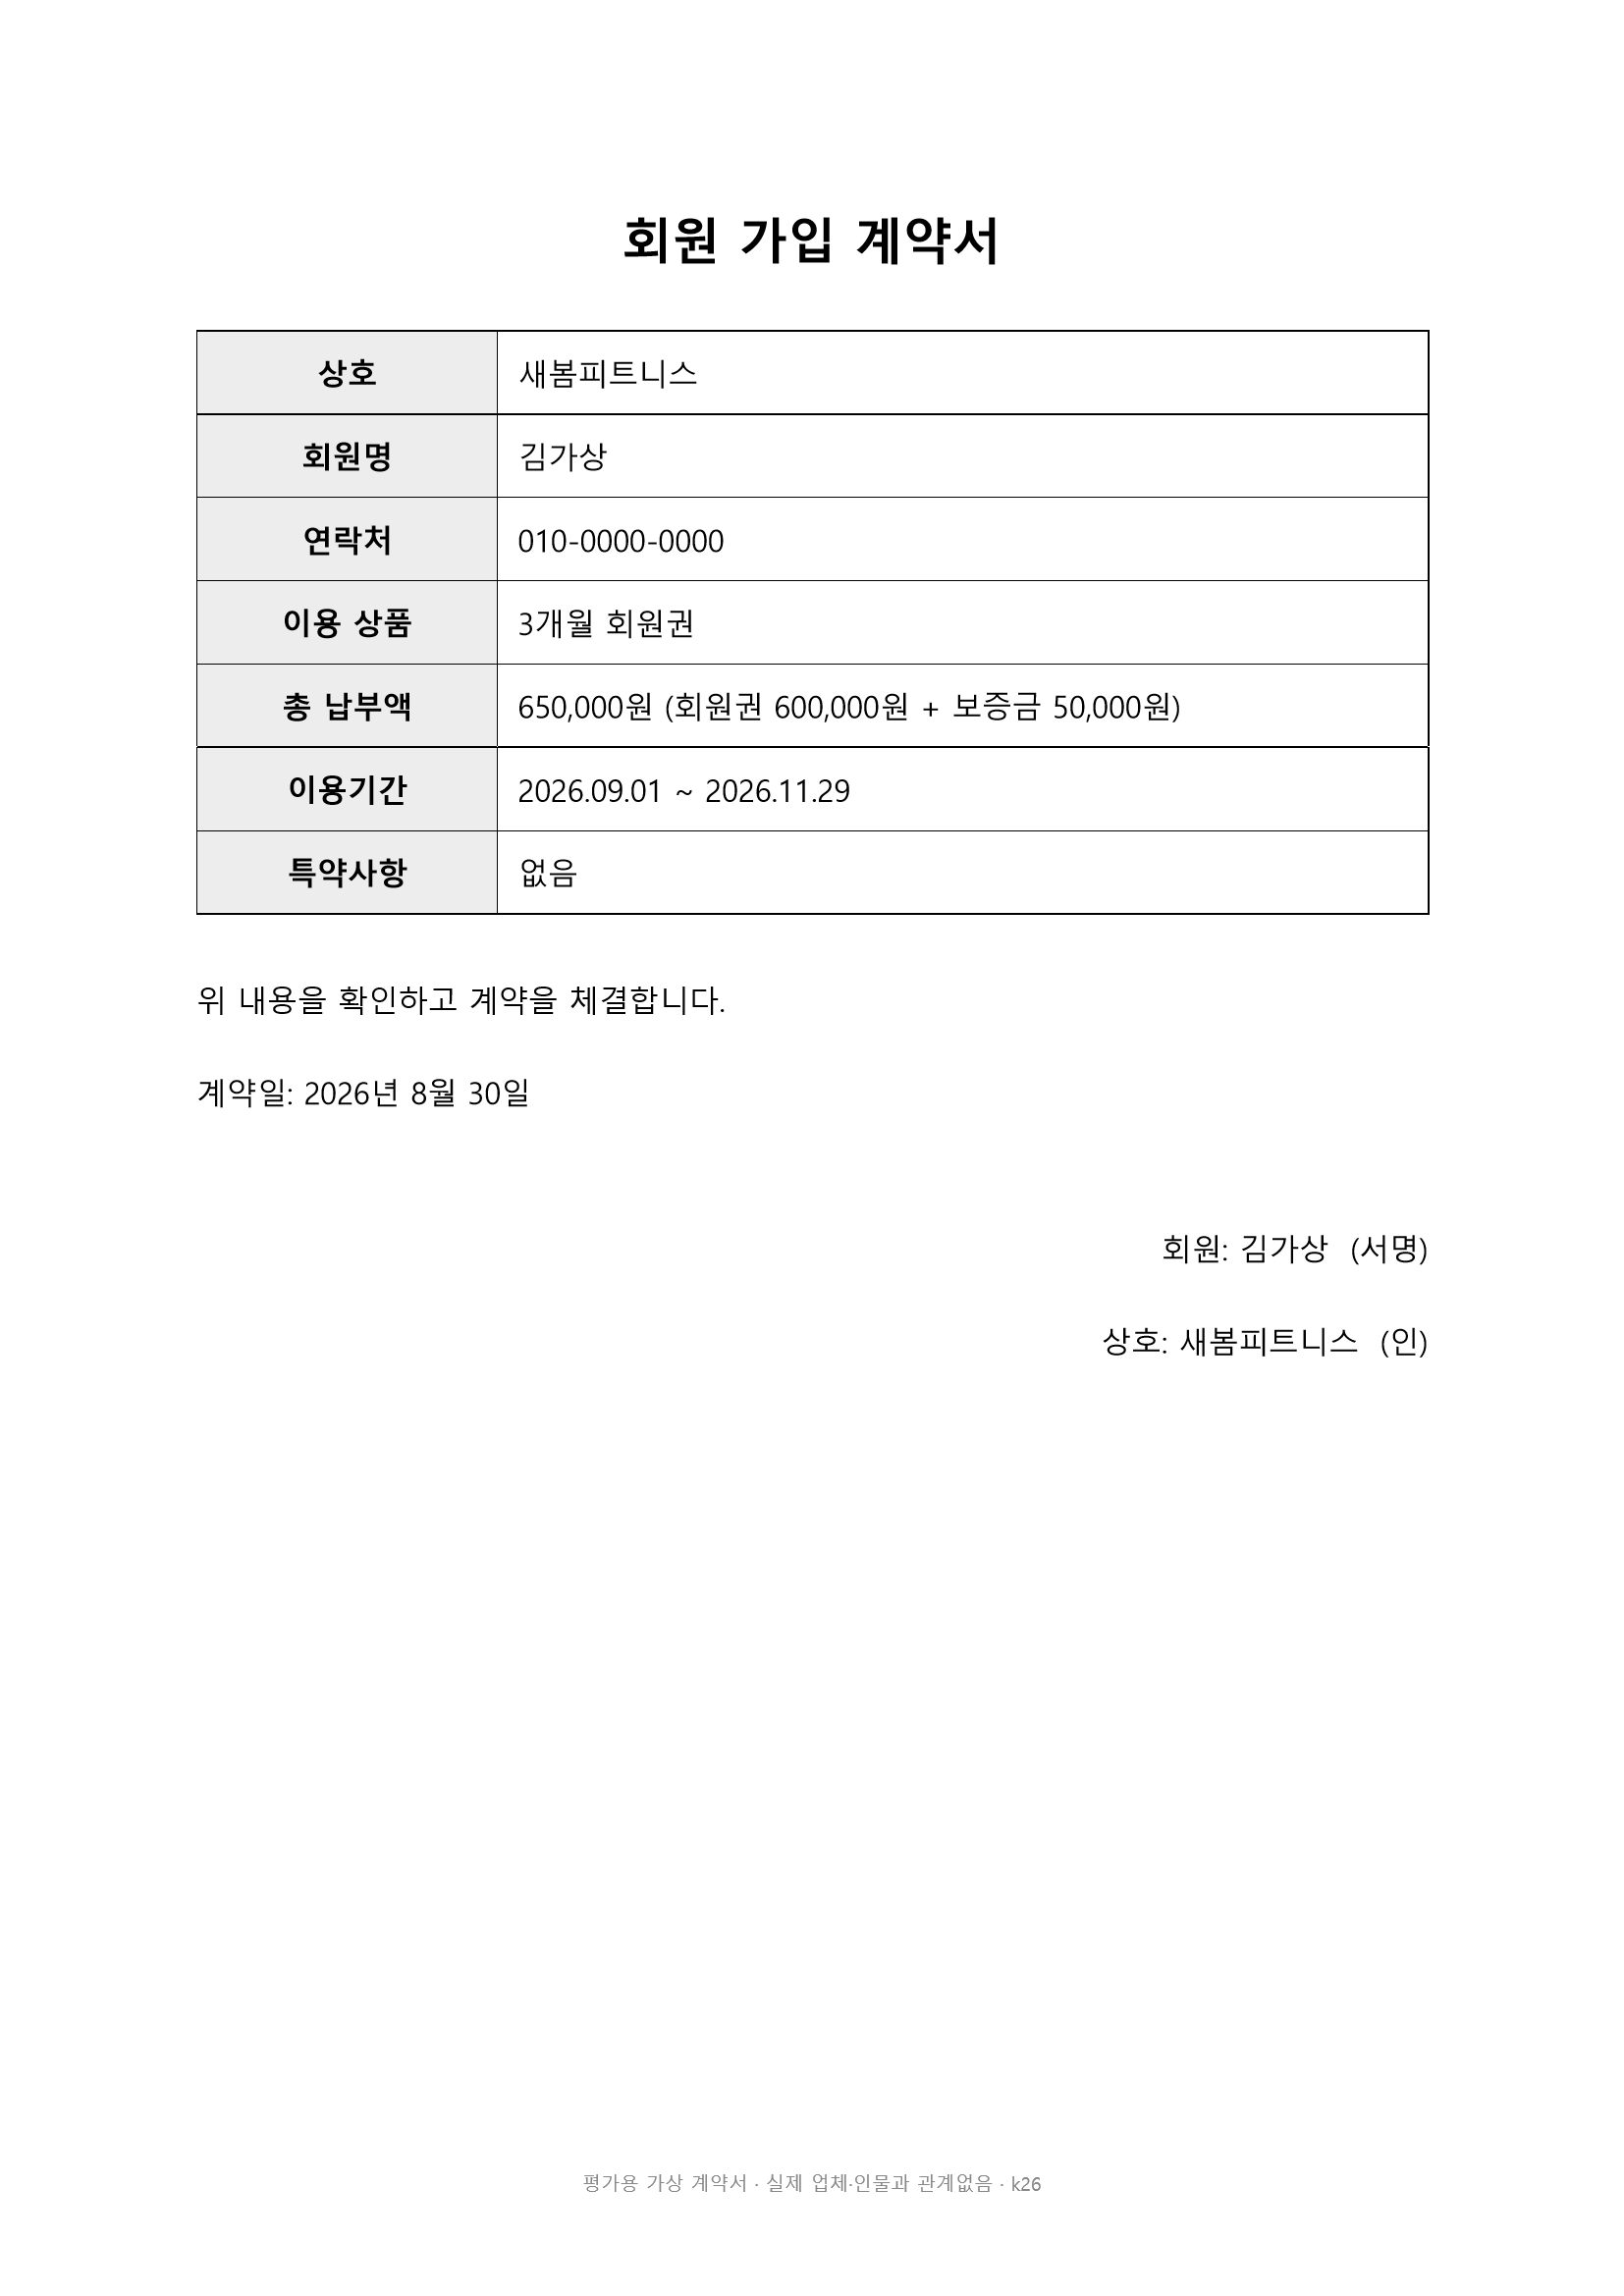 회원 가입 계약서
상호 새봄피트니스
회원명 김가상
연락처 010-0000-0000
이용 상품 3개월 회원권
총 납부액 650,000원 (회원권 600,000원 + 보증금 50,000원)
이용기간 2026.09.01 ~ 2026.11.29
특약사항 없음
위 내용을 확인하고 계약을 체결합니다.
계약일: 2026년 8월 30일
회원: 김가상 (서명)
상호: 새봄피트니스 (인)
평가용 가상 계약서 · 실제 업체·인물과 관계없음 · k26